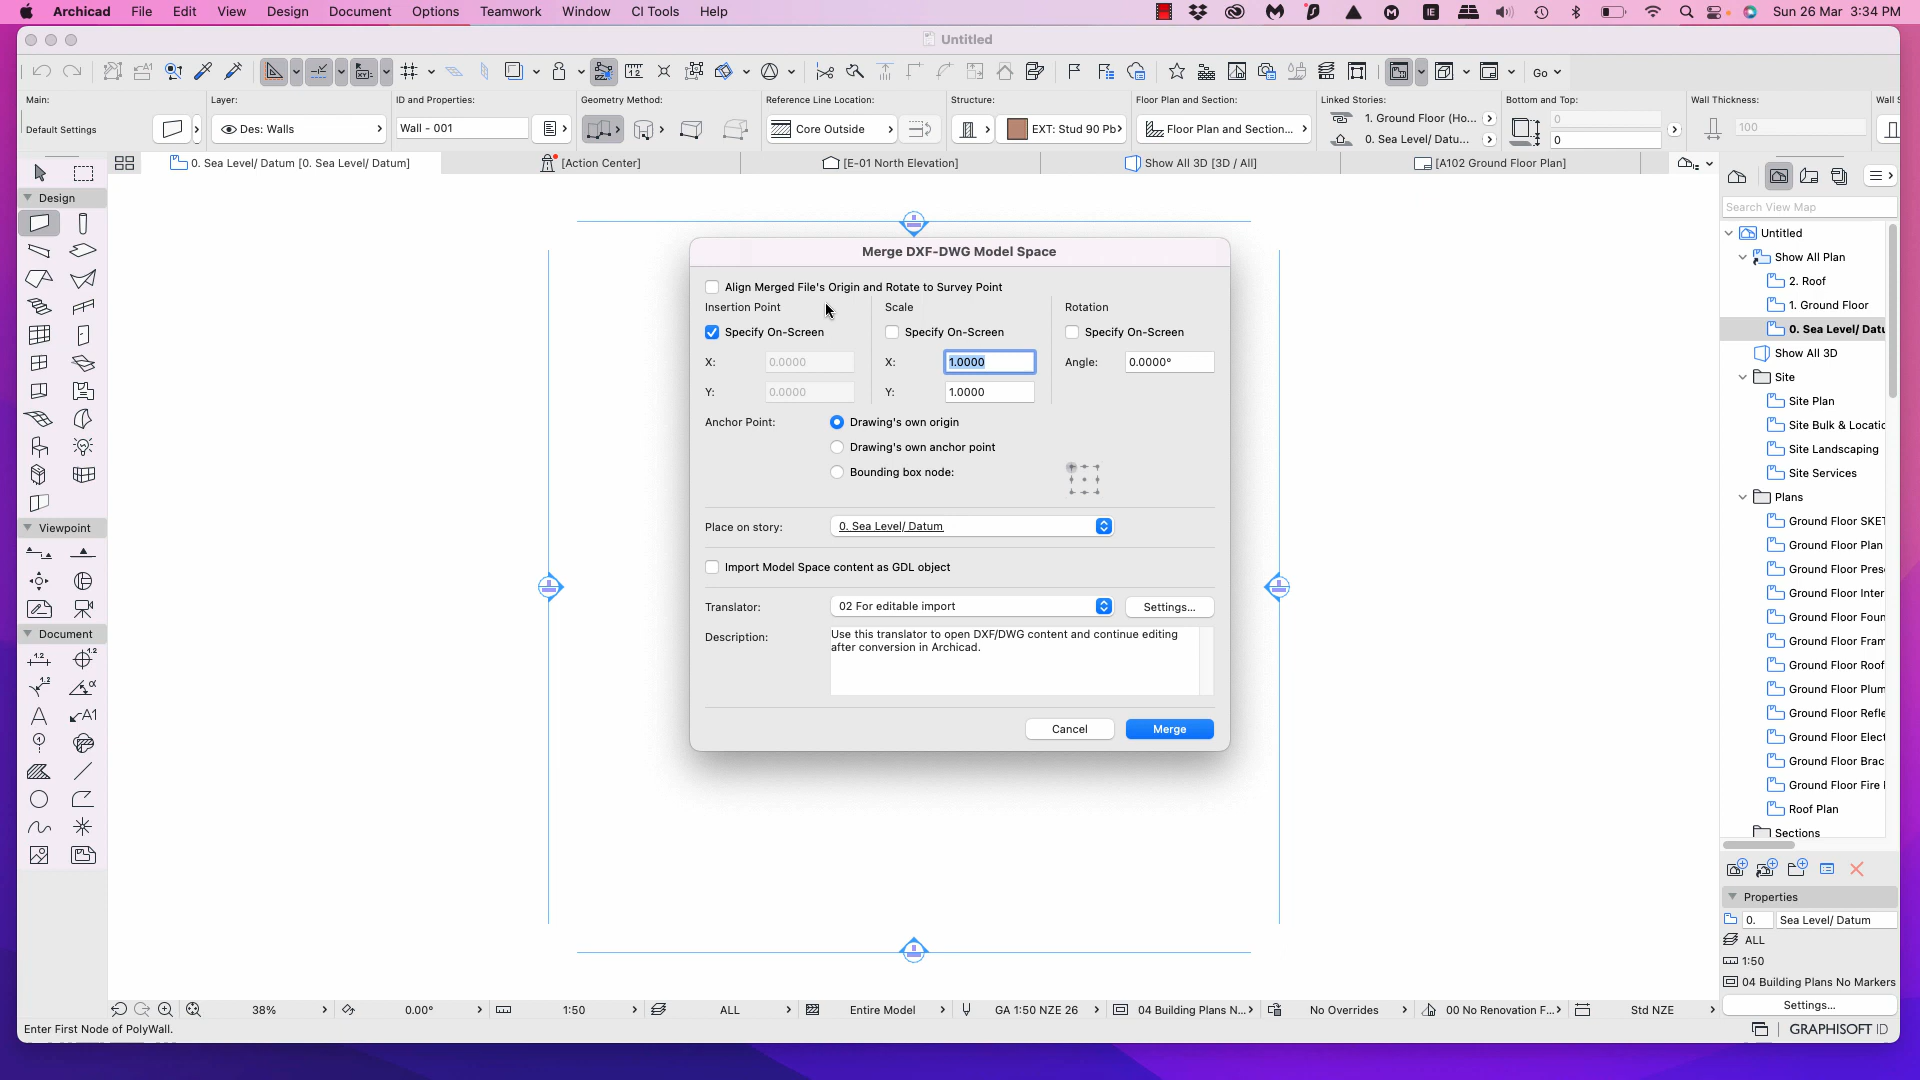 Archicad File Edit View Design Document Options Teamwork Window CI Tools Help Sun 26 Mar 3:34 PM
Untitled
Go
Main: Layer: ID and Properties: Geometry Method: Reference Line Location: Structure: Floor Plan and Section: Linked Stories: Bottom and Top: Wall Thickness: Wall S
Default Settings Des: Walls Wall - 001 Core Outside EXT: Stud 90 Pb Floor Plan and Section... 1. Ground Floor (Ho... 0 100
0. Sea Level/ Datu... 0
0. Sea Level/ Datum [0. Sea Level/ Datum] [Action Center] [E-01 North Elevation] Show All 3D [3D / All] [A102 Ground Floor Plan]
Design
Viewpoint
Document
Merge DXF-DWG Model Space
Align Merged File's Origin and Rotate to Survey Point
Insertion Point Scale Rotation
Specify On-Screen Specify On-Screen Specify On-Screen
X: 0.0000 X: 1.0000 Angle: 0.0000°
Y: 0.0000 Y: 1.0000
Anchor Point: Drawing's own origin
Drawing's own anchor point
Bounding box node:
Place on story: 0. Sea Level/ Datum
Import Model Space content as GDL object
Translator: 02 For editable import Settings...
Description: Use this translator to open DXF/DWG content and continue editing
after conversion in Archicad.
Cancel Merge
Search View Map
Untitled
Show All Plan
2. Roof
1. Ground Floor
0. Sea Level/ Datu
Show All 3D
Site
Site Plan
Site Bulk & Locatic
Site Landscaping
Site Services
Plans
Ground Floor SKET
Ground Floor Plan
Ground Floor Prese
Ground Floor Inter
Ground Floor Foun
Ground Floor Fram
Ground Floor Roof
Ground Floor Plum
Ground Floor Refle
Ground Floor Elect
Ground Floor Brac
Ground Floor Fire
Roof Plan
Sections
Properties
0. Sea Level/ Datum
ALL
1:50
04 Building Plans No Markers
Settings...
38% 0.00° 1:50 ALL Entire Model GA 1:50 NZE 26 04 Building Plans N... No Overrides 00 No Renovation F... Std NZE
Enter First Node of PolyWall.
GRAPHISOFT ID